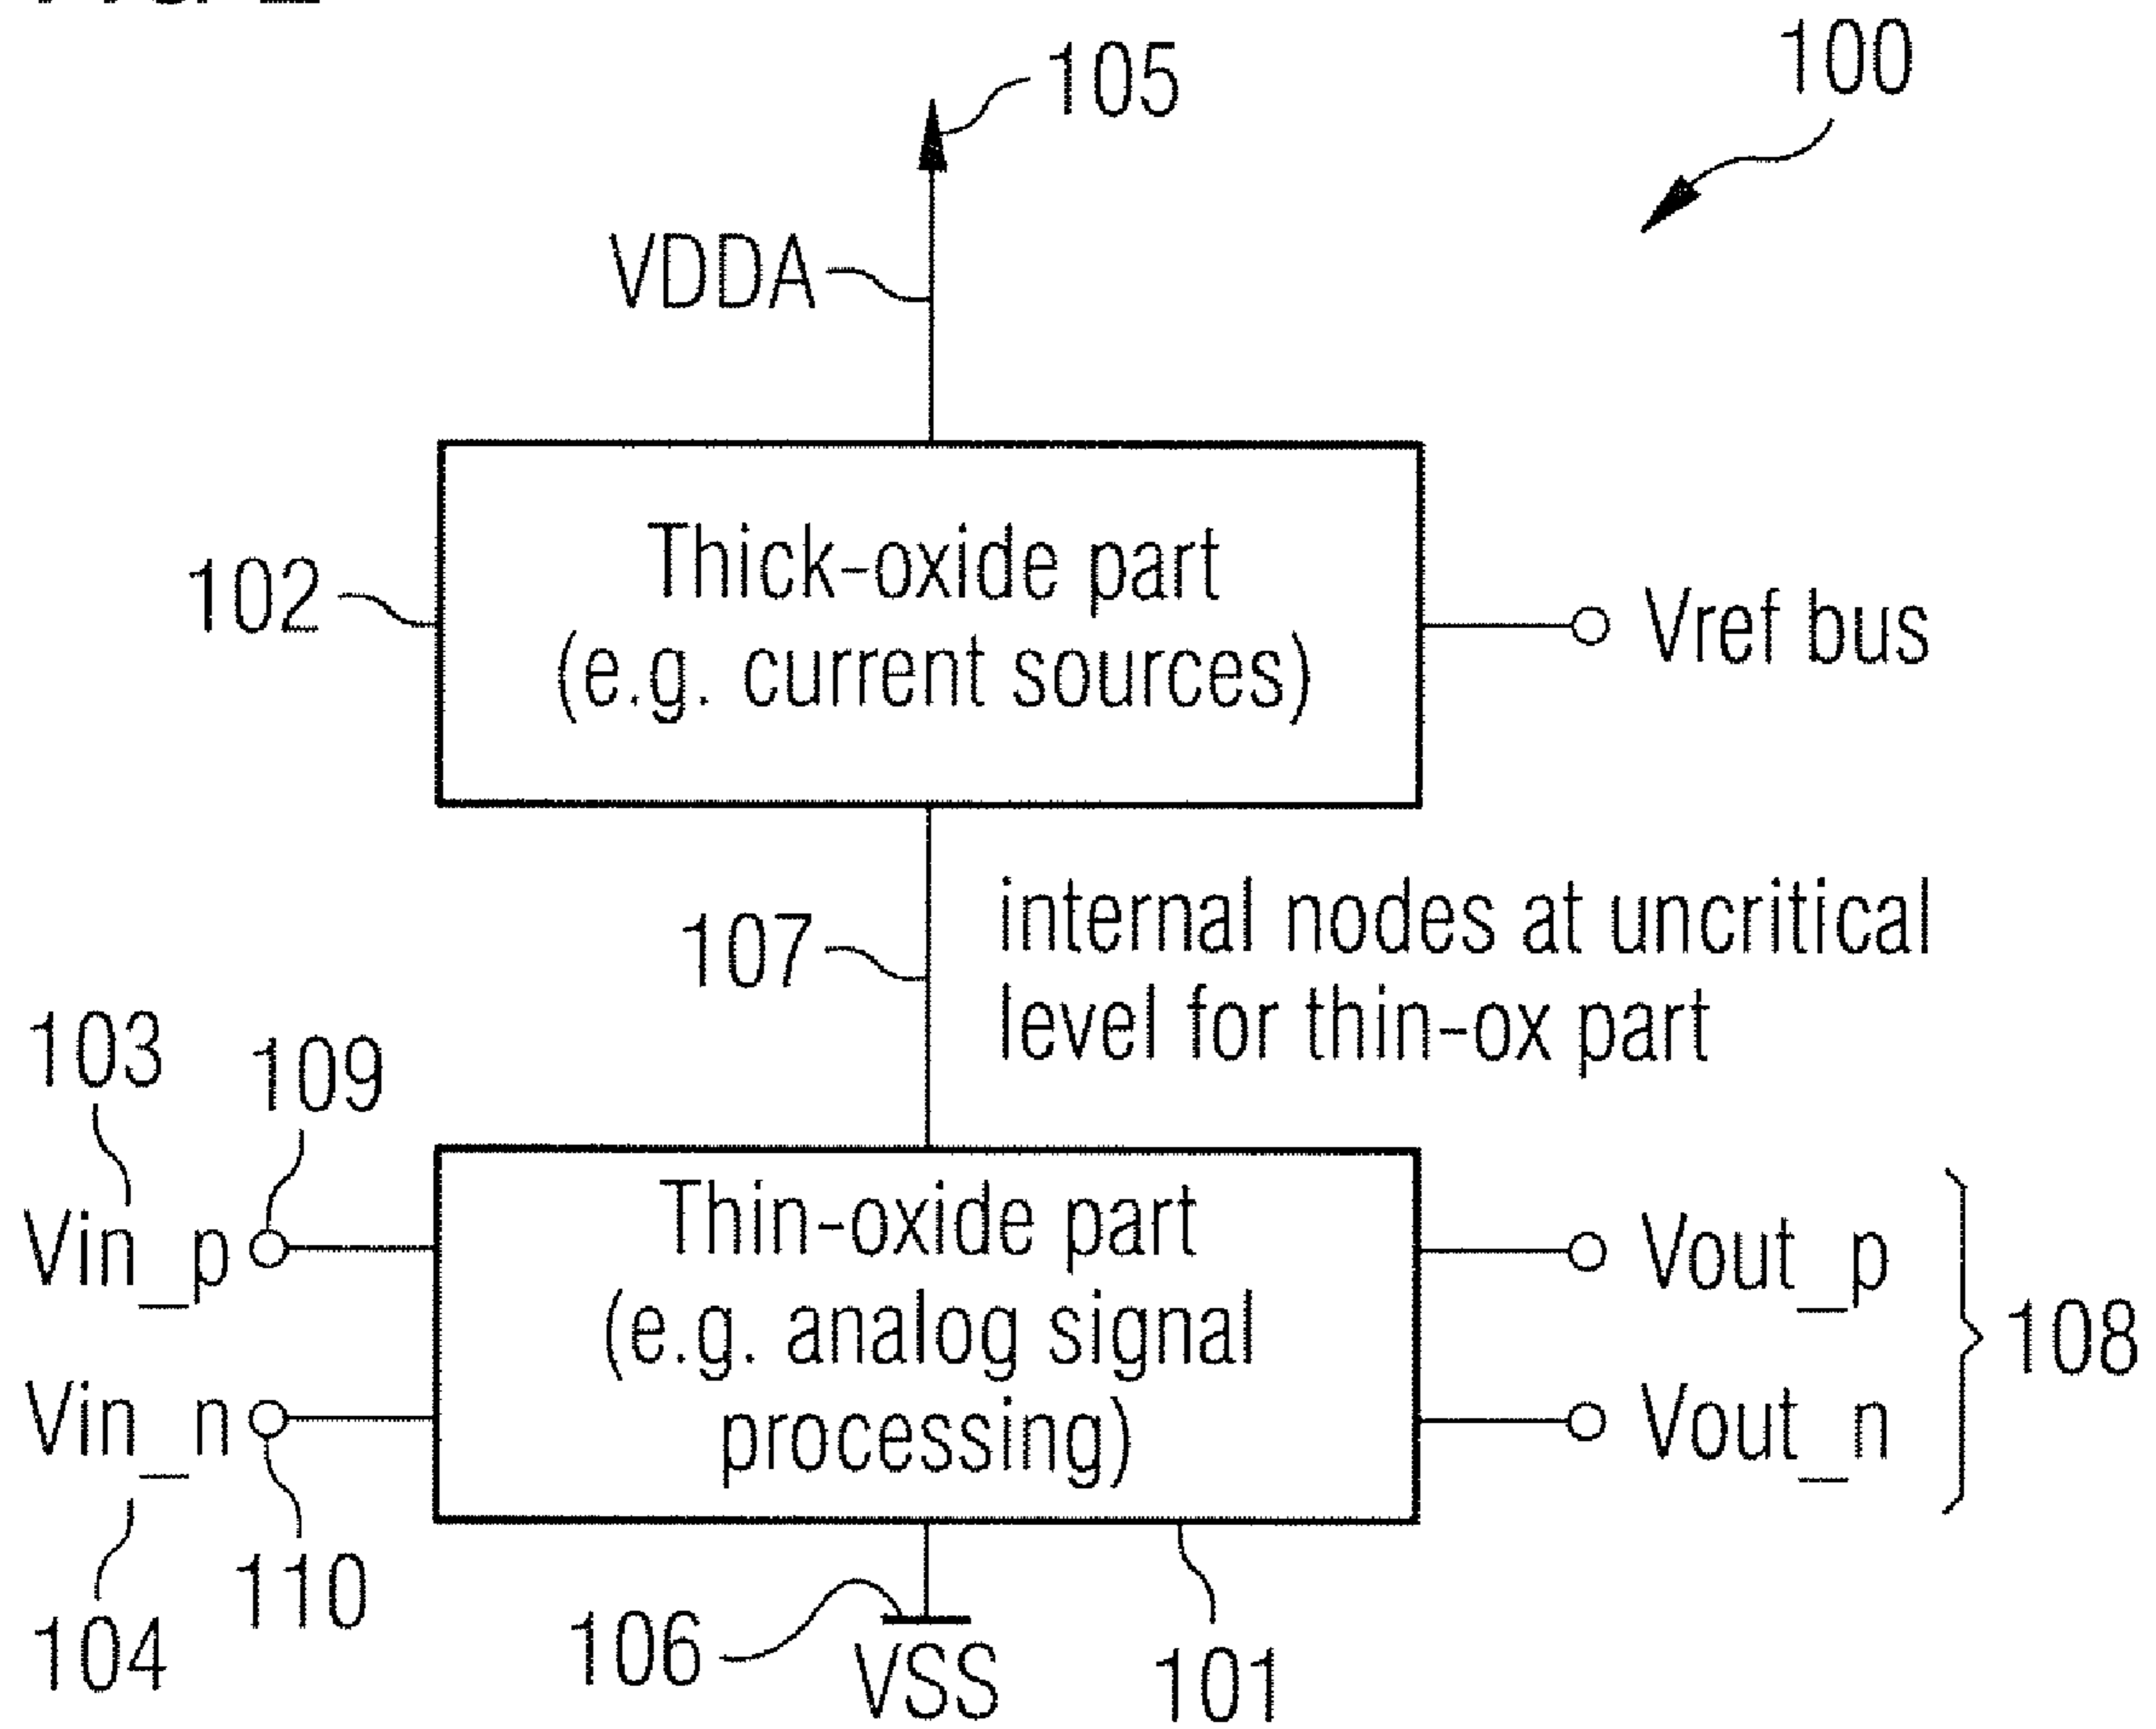 105
100
VDDA
Thick-oxide part
(e.g. current sources)
102
Vref bus
107
internal nodes at uncritical
level for thin-ox part
103
109
Vin_p
Vin_n
110
104
Thin-oxide part
(e.g. analog signal
processing)
Vout_p
Vout_n
108
106
VSS
101